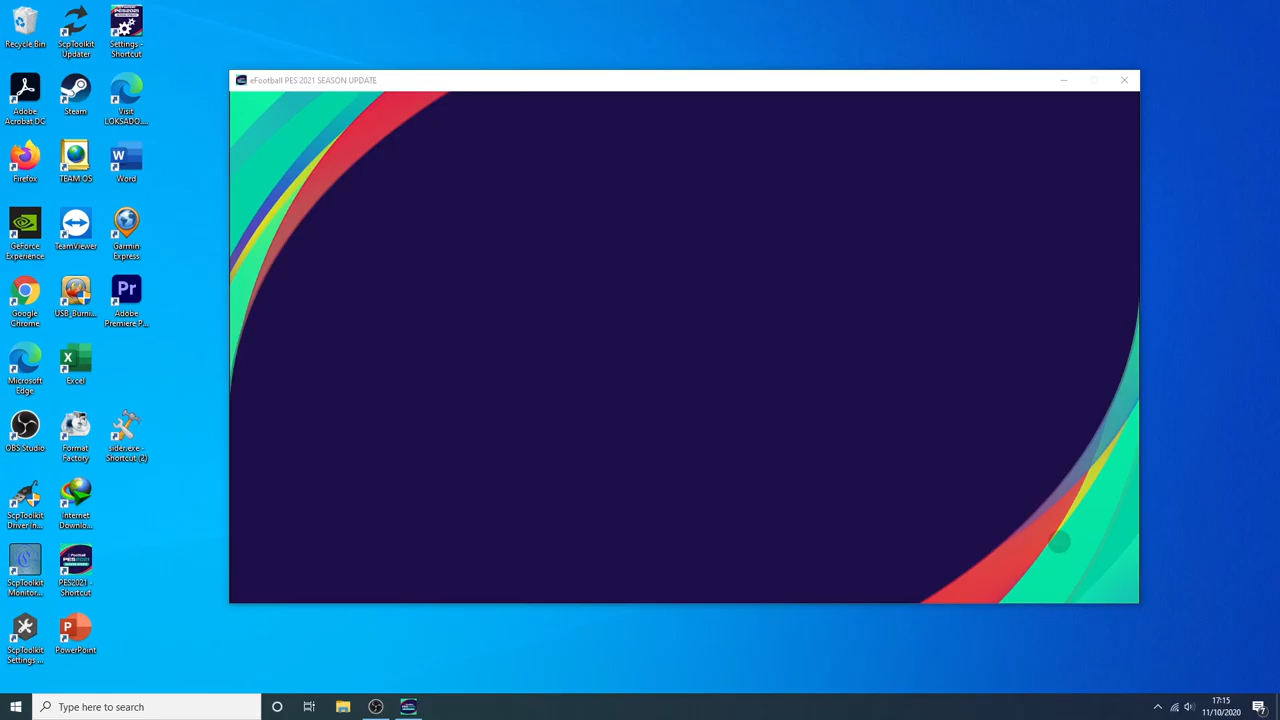 Recycle Bin
ScpToolkit
Updater
Settings -
Shortcut
eFootball PES 2021 SEASON UPDATE
Adobe
Acrobat DC
Steam
Visit
LOKSADO....
Firefox
TEAM OS
Word
GeForce
Experience
TeamViewer
Garmin
Express
Google
Chrome
USB_Burni...
Adobe
Premiere P...
Microsoft
Edge
Excel
OBS Studio
Format
Factory
sider.exe -
Shortcut (2)
ScpToolkit
Driver In...
Internet
Downlo...
ScpToolkit
Monitor...
PES2021 -
Shortcut
ScpToolkit
Settings ...
PowerPoint
Type here to search
17:15
11/10/2020